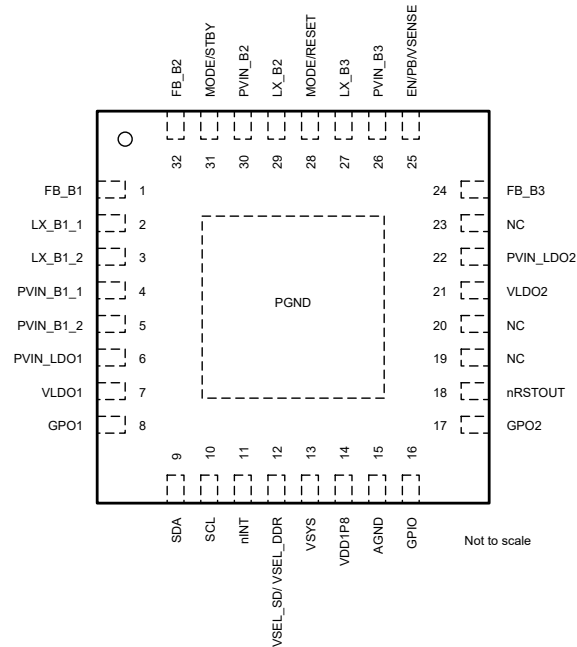 FB_B2
MODE/STBY
PVIN_B2
LX_B2
MODE/RESET
LX_B3
PVIN_B3
EN/PB/VSENSE
32
31
30
29
28
27
26
25
FB_B1 1
LX_B1_1 2
LX_B1_2 3
PVIN_B1_1 4
PVIN_B1_2 5
PVIN_LDO1 6
VLDO1 7
GPO1 8
PGND
24 FB_B3
23 NC
22 PVIN_LDO2
21 VLDO2
20 NC
19 NC
18 nRSTOUT
17 GPO2
9
10
11
12
13
14
15
16
SDA
SCL
nINT
VSEL_SD/ VSEL_DDR
VSYS
VDD1P8
AGND
GPIO
Not to scale